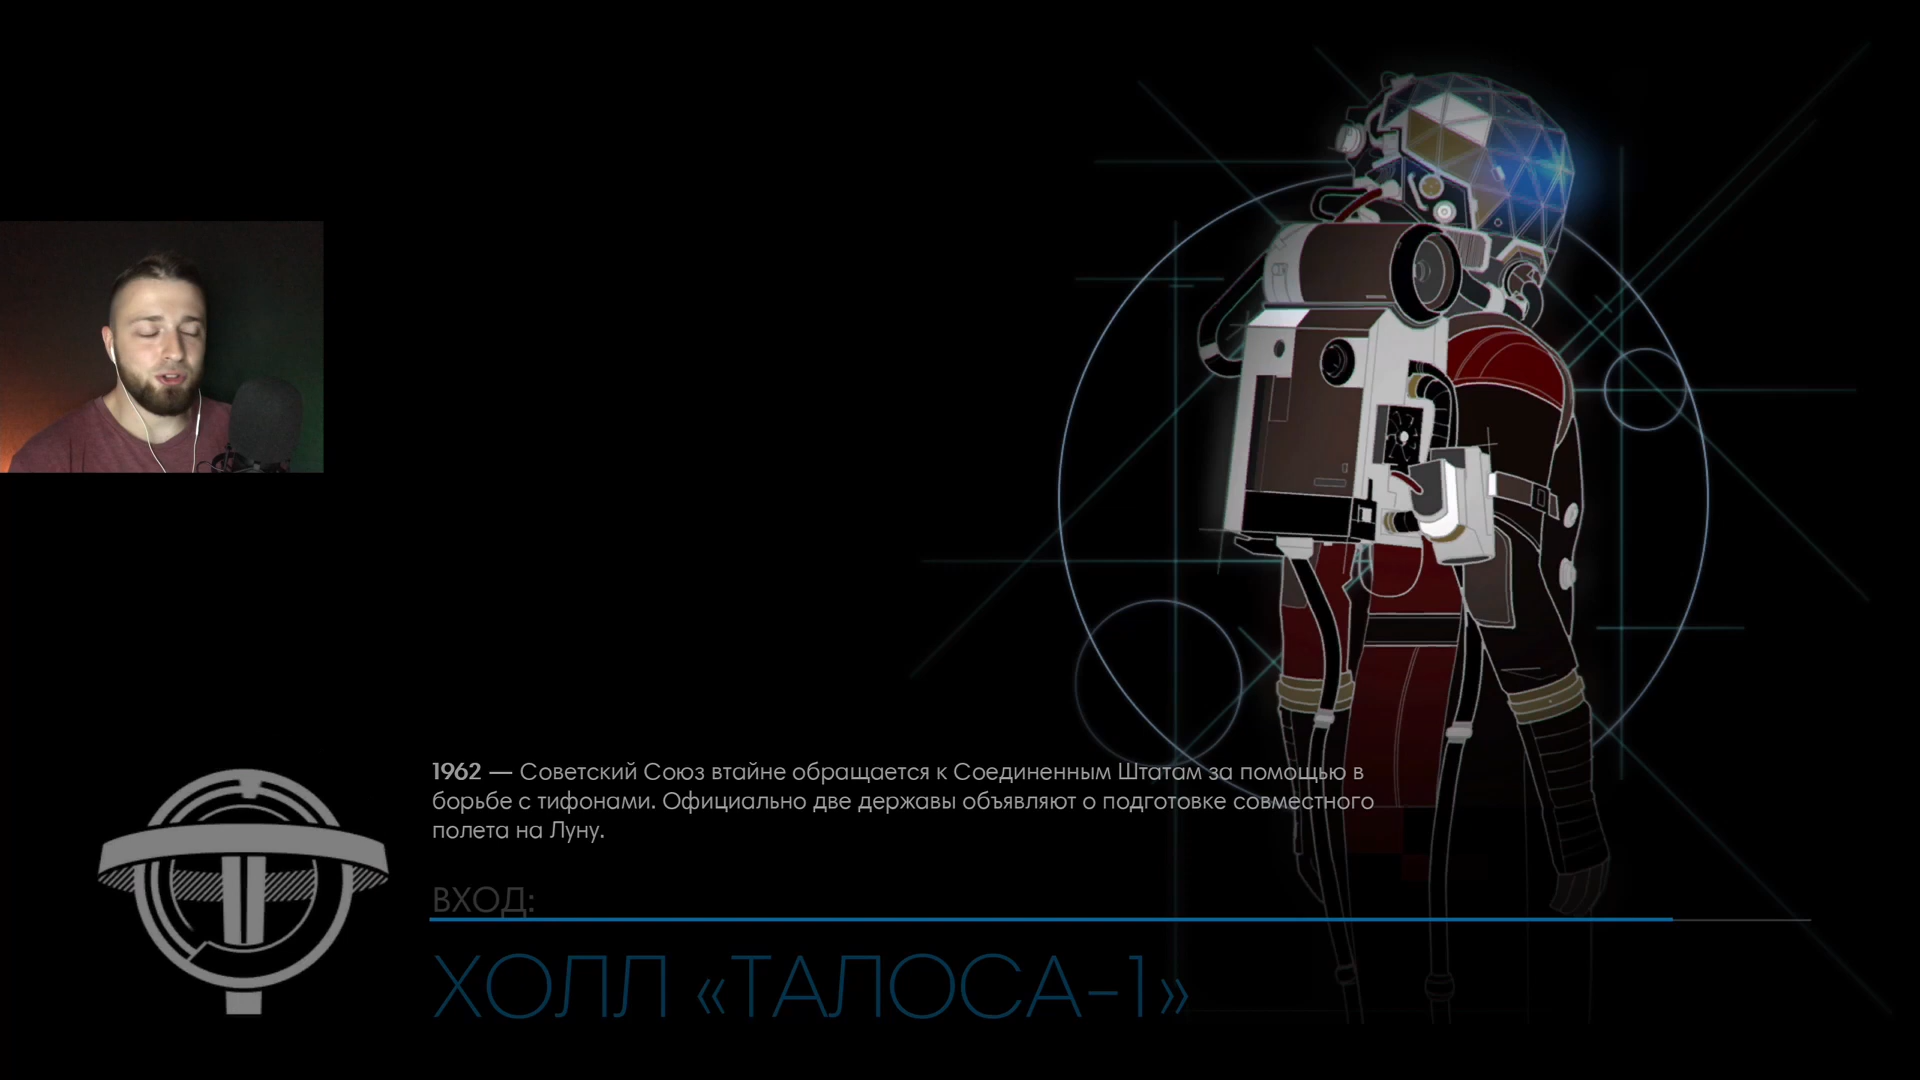 1962 — Советский Союз втайне обращается к Соединенным Штатам за помощью в
борьбе с тифонами. Официально две державы объявляют о подготовке совместного
полета на Луну.
ВХОД:
ХОЛЛ «ТАЛОСА-1»